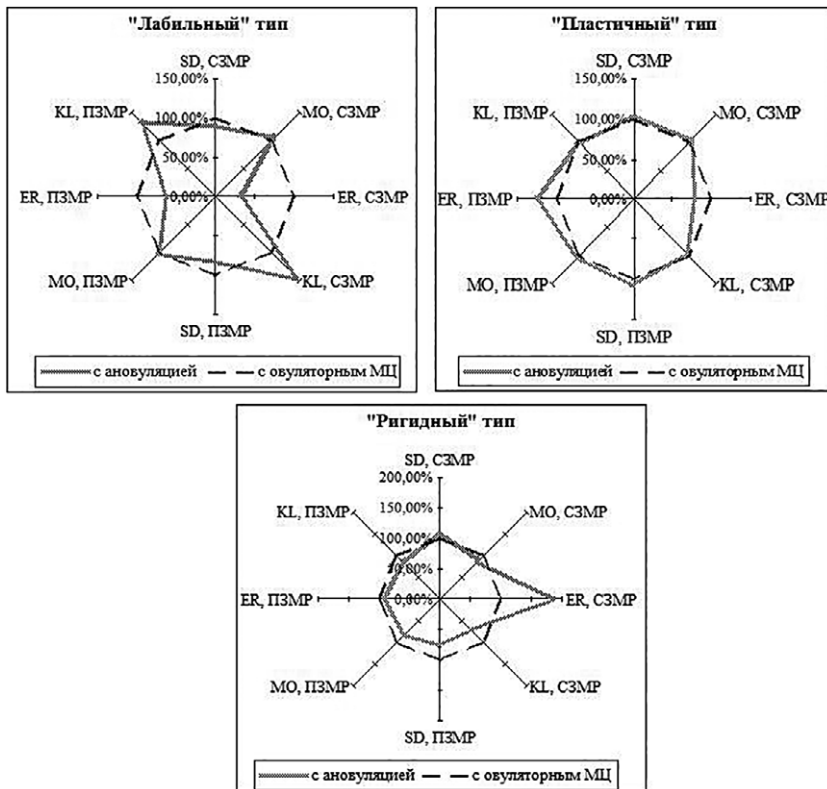 "Лабильный" тип
SD, СЗМР
150,00%
KL, ПЗМР
MO, СЗМР
100,00%
50,00%
ER, ПЗМР
0,00%
ER, СЗМР
MO, ПЗМР
KL, СЗМР
SD, ПЗМР
с ановуляцией
с овуляторным МЦ
"Пластичный" тип
SD, СЗМР
150,00%
KL, ПЗМР
MO, СЗМР
100,00%
50,00%
ER, ПЗМР
0,00%
ER, СЗМР
MO, ПЗМР
KL, СЗМР
SD, ПЗМР
с ановуляцией
с овуляторным МЦ
"Ригидный" тип
SD, СЗМР
200,00%
KL, ПЗМР
150,00%
MO, СЗМР
100,00%
50,00%
ER, ПЗМР
0,00%
ER, СЗМР
MO, ПЗМР
KL, СЗМР
SD, ПЗМР
с ановуляцией
с овуляторным МЦ